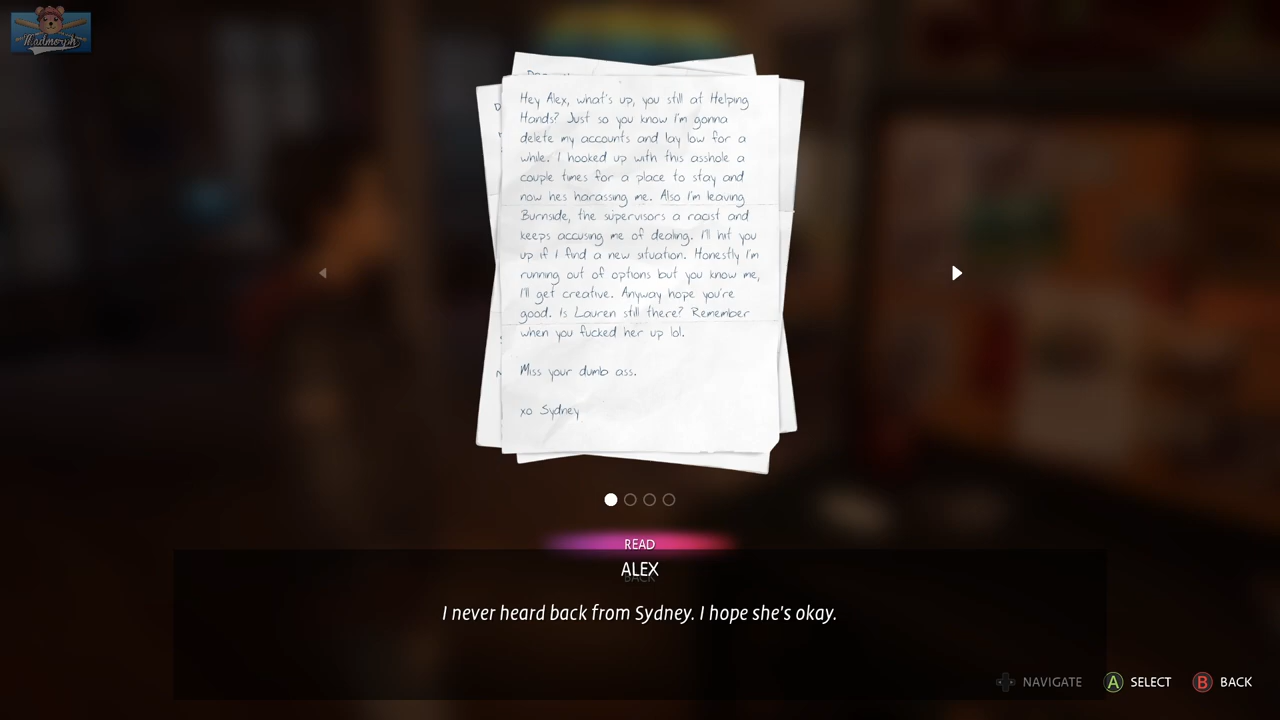 Madmorph
Hey Alex, what's up, you still at Helping
Hands? Just so you know I'm gonna
delete my accounts and lay low for a
while. I hooked up with this asshole a
couple times for a place to stay and
now hes harassing me. Also I'm leaving
Burnside, the supervisors a racist and
keeps accusing me of dealing. I'll hit you
up if I find a new situation. Honestly I'm
running out of options but you know me,
I'll get creative. Anyway hope you're
good. Is Lauren still there? Remember
when you fucked her up lol.
Miss your dumb ass.
xo Sydney
READ
ALEX
BACK
I never heard back from Sydney. I hope she's okay.
NAVIGATE A SELECT B BACK